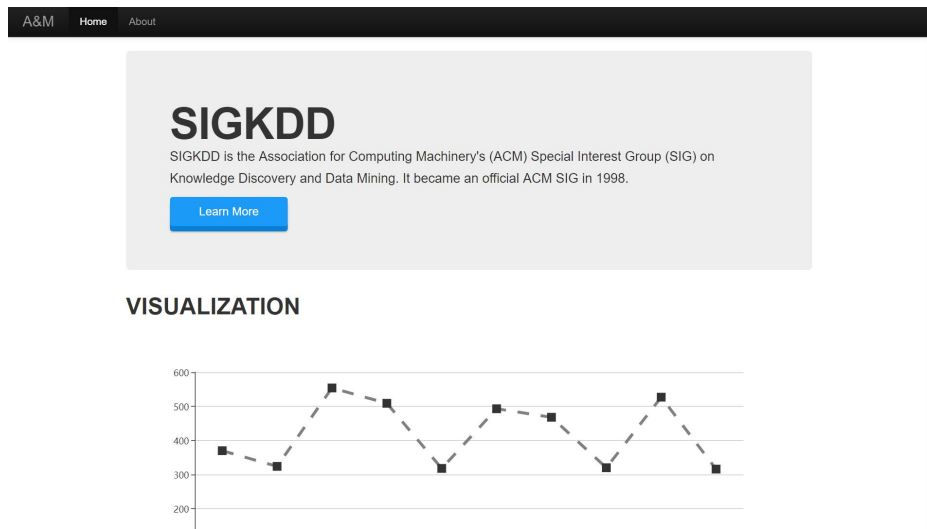 A&M Home About
SIGKDD
SIGKDD is the Association for Computing Machinery's (ACM) Special Interest Group (SIG) on
Knowledge Discovery and Data Mining. It became an official ACM SIG in 1998.
Learn More
VISUALIZATION
600
500
400
300
200